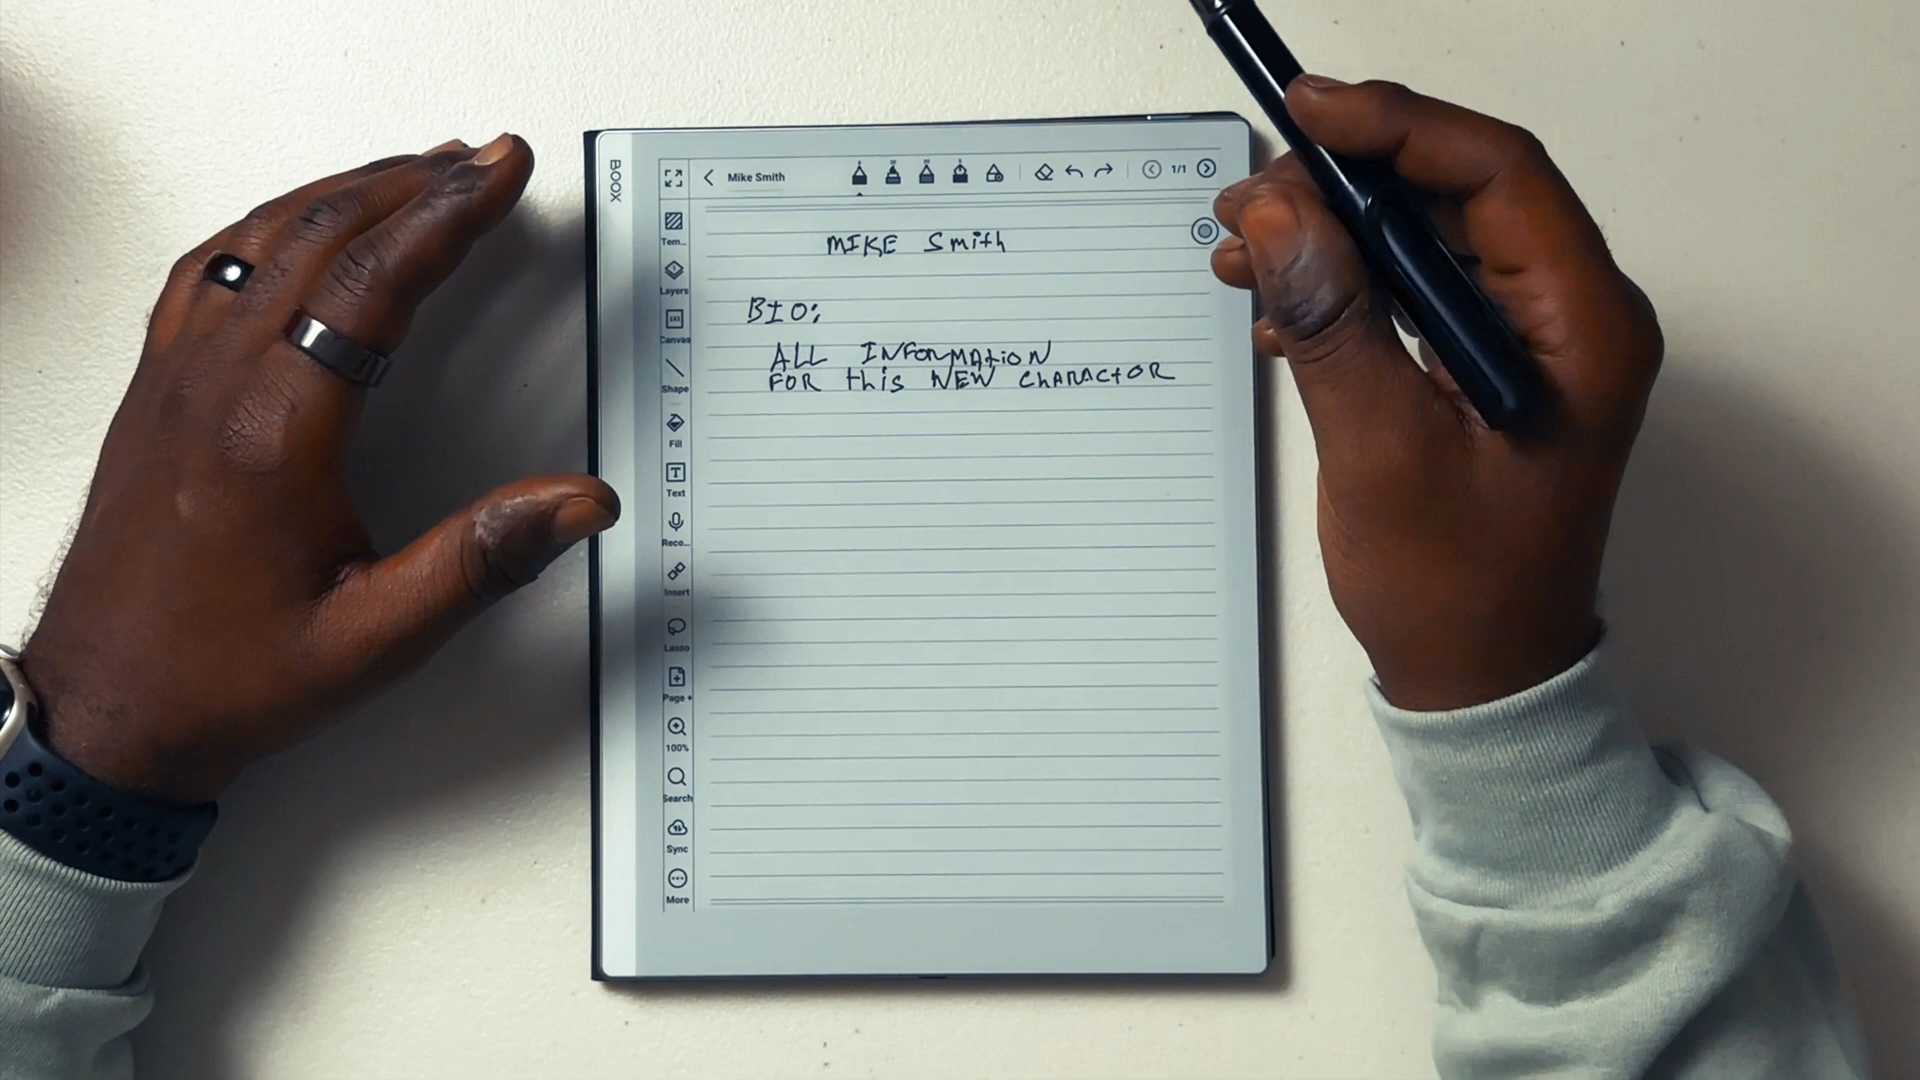 BOOX
Mike Smith
1/1
Tem...
Layers
Canvas
Shape
Fill
Text
Reco...
Insert
Lasso
Page +
100%
Search
Sync
More
MIKE Smith
BIO:
ALL INFORMAtioN
FOR this NEW CHARACtOR